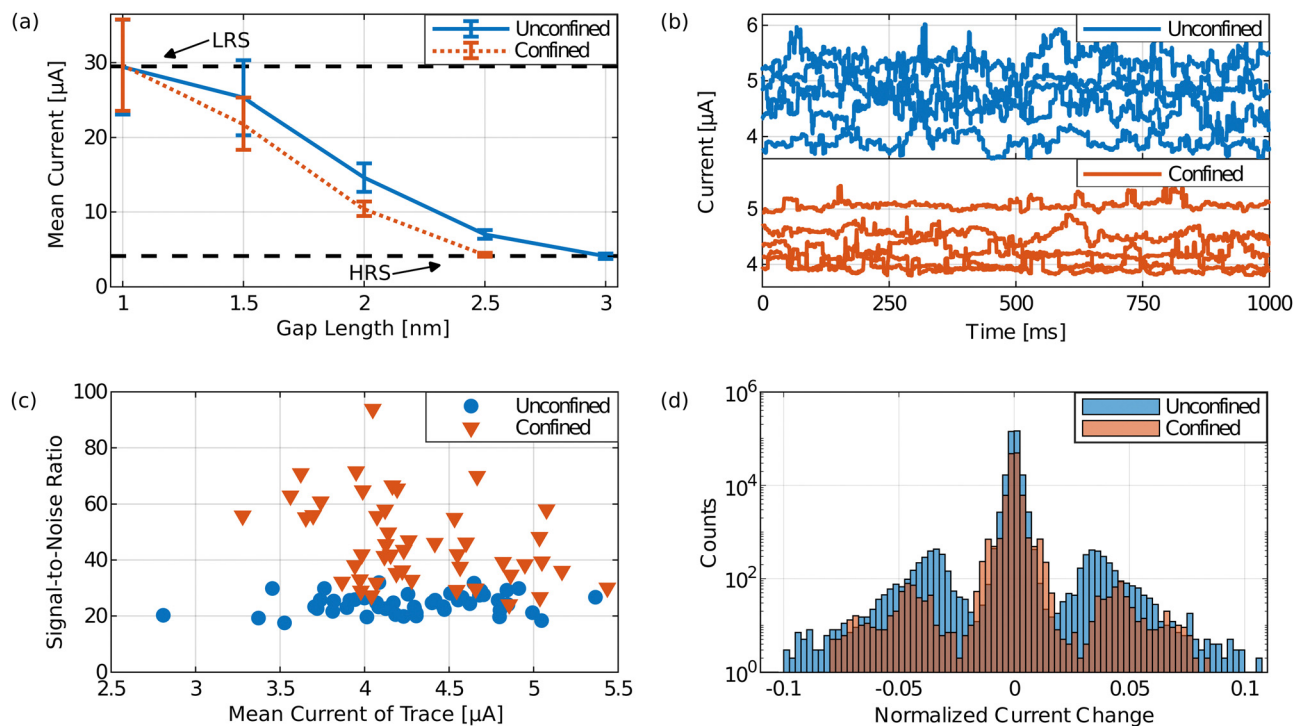 (a)
Mean Current [µA]
30
20
10
0
LRS
HRS
Unconfined
Confined
1 1.5 2 2.5 3
Gap Length [nm]
(b)
Current [µA]
6
5
4
Unconfined
5
4
Confined
0 250 500 750 1000
Time [ms]
(c)
Signal-to-Noise Ratio
100
80
60
40
20
0
Unconfined
Confined
2.5 3 3.5 4 4.5 5 5.5
Mean Current of Trace [µA]
(d)
Counts
10^6
10^4
10^2
10^0
Unconfined
Confined
-0.1 -0.05 0 0.05 0.1
Normalized Current Change